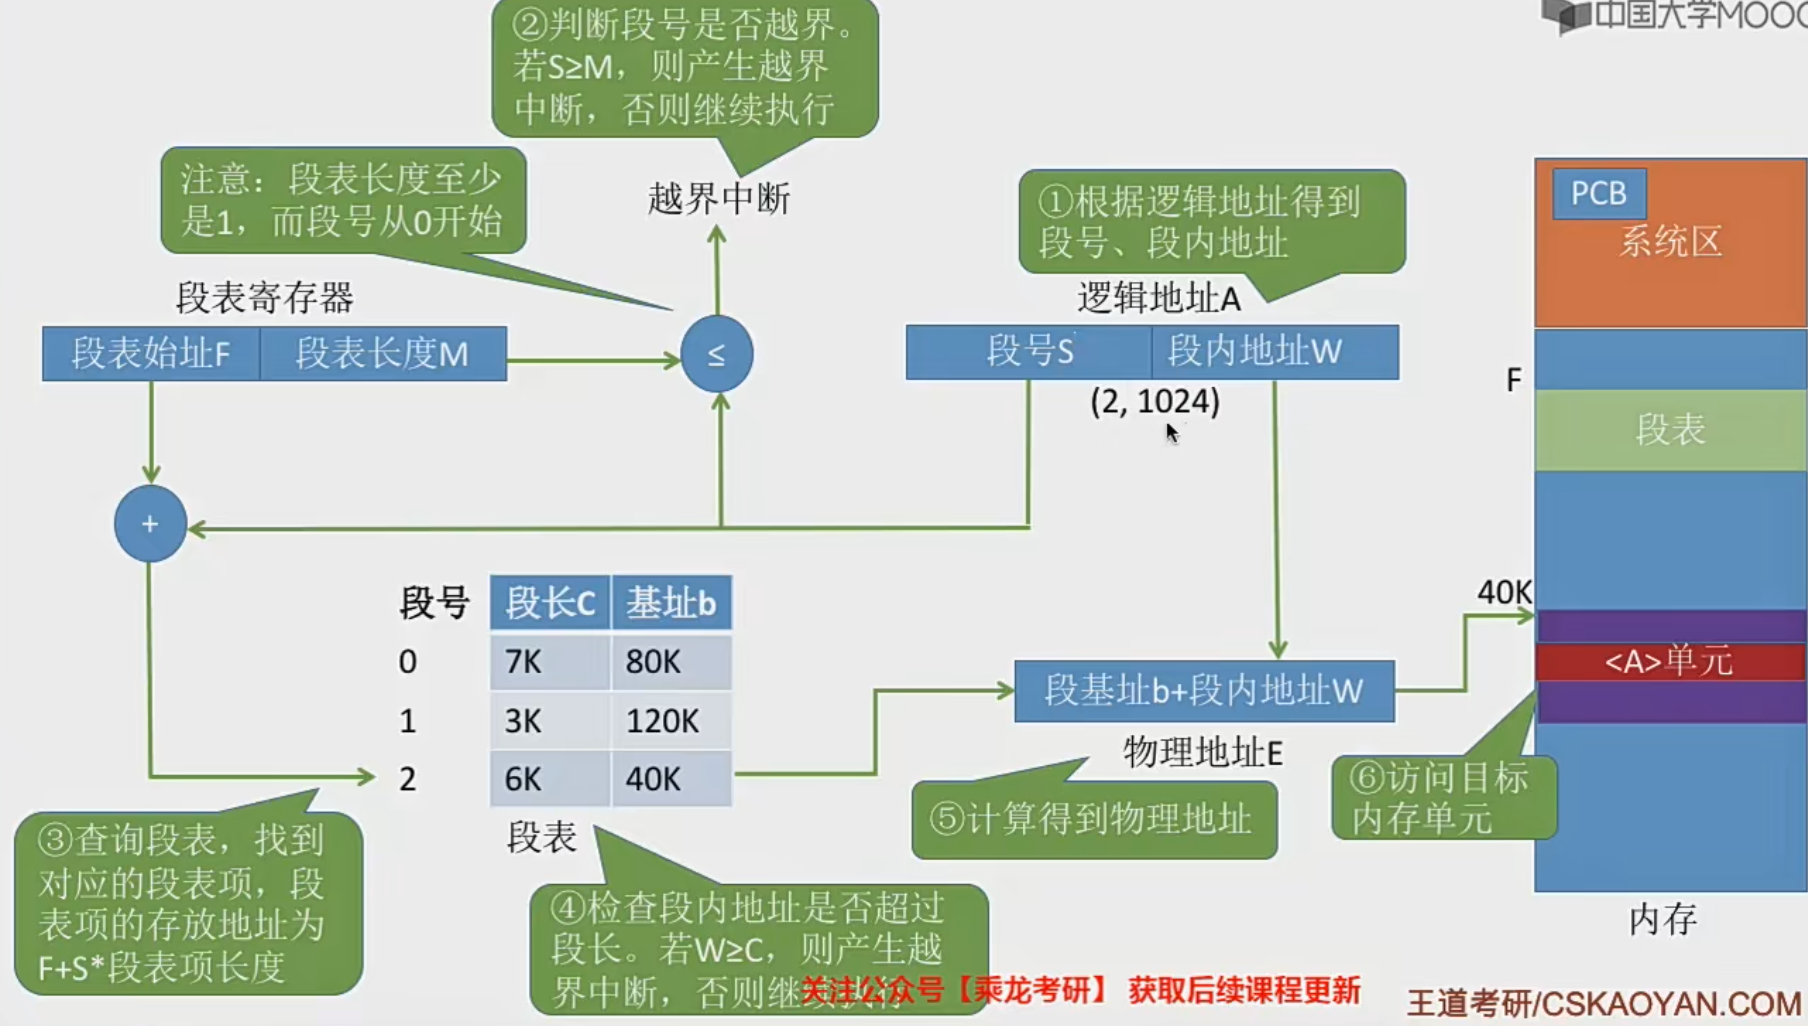 中国大学MOOC
②判断段号是否越界。
若S≥M，则产生越界
中断，否则继续执行
注意：段表长度至少
是1，而段号从0开始
越界中断
①根据逻辑地址得到
段号、段内地址
PCB
系统区
段表寄存器
逻辑地址A
段表始址F 段表长度M
≤
段号S 段内地址W
(2, 1024)
F
段表
+
40K
段号 段长C 基址b
0 7K 80K
1 3K 120K
2 6K 40K
段表
<A>单元
段基址b+段内地址W
物理地址E
⑤计算得到物理地址
⑥访问目标
内存单元
③查询段表，找到
对应的段表项，段
表项的存放地址为
F+S*段表项长度
④检查段内地址是否超过
段长。若W≥C，则产生越
界中断，否则继续执行
内存
关注公众号【乘龙考研】 获取后续课程更新
王道考研/CSKAOYAN.COM